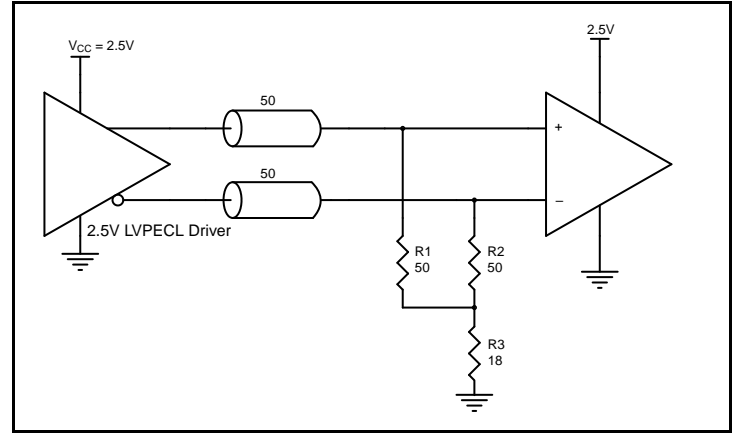 V_CC = 2.5V
2.5V
50
+
50
–
2.5V LVPECL Driver
R1
50
R2
50
R3
18